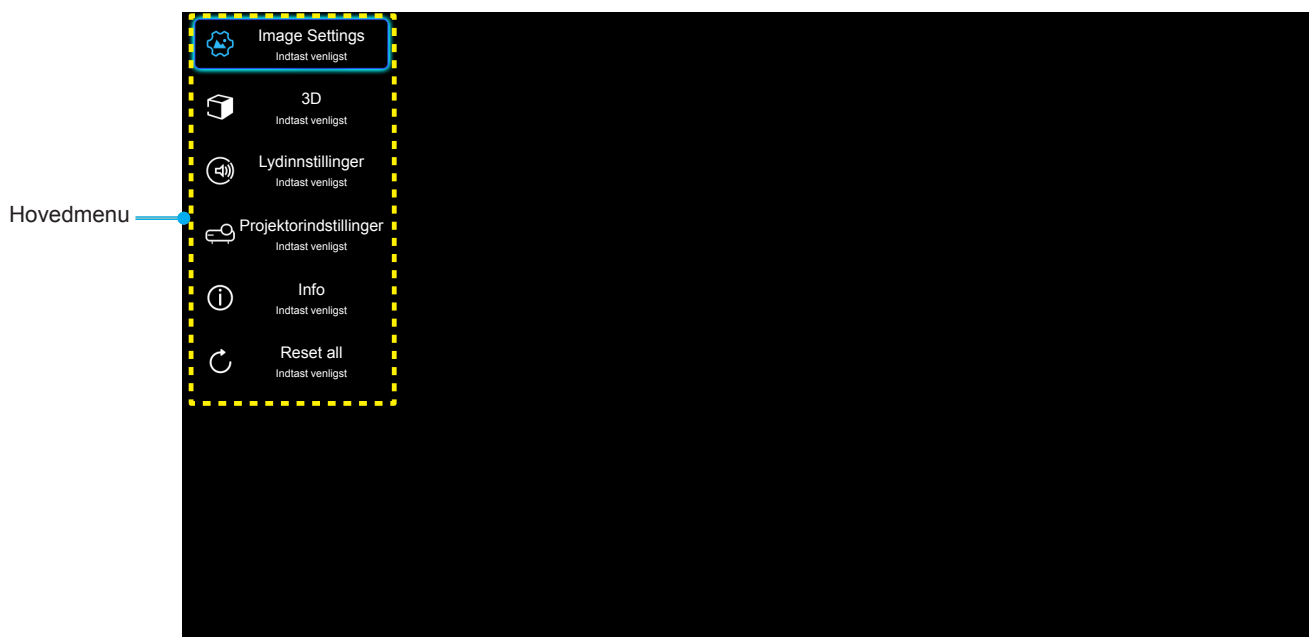 Image Settings
Indtast venligst
3D
Indtast venligst
Lydinnstillinger
Indtast venligst
Hovedmenu
Projektorindstillinger
Indtast venligst
Info
Indtast venligst
Reset all
Indtast venligst